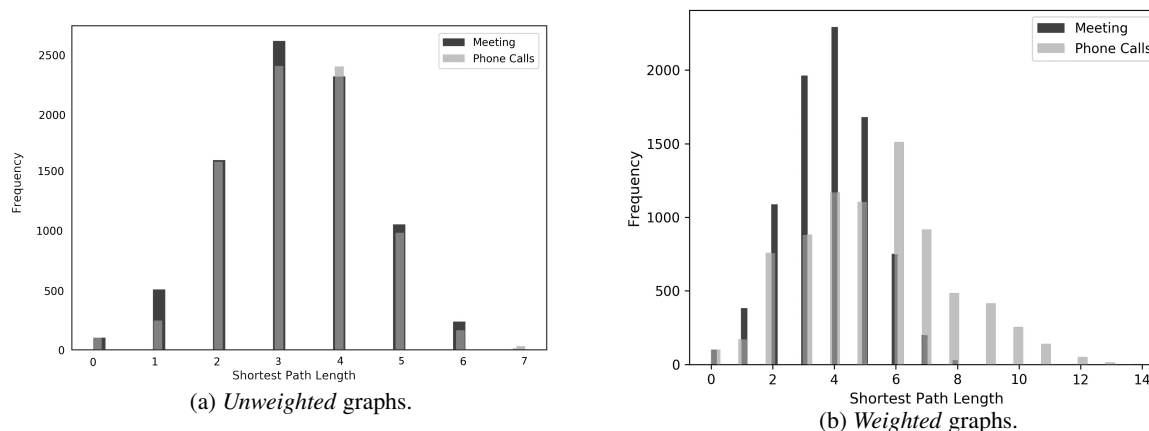 Meeting
Phone Calls
2500
2000
1500
1000
500
0
Frequency
0 1 2 3 4 5 6 7
Shortest Path Length
(a) Unweighted graphs.
Meeting
Phone Calls
2000
1500
1000
500
0
Frequency
0 2 4 6 8 10 12 14
Shortest Path Length
(b) Weighted graphs.